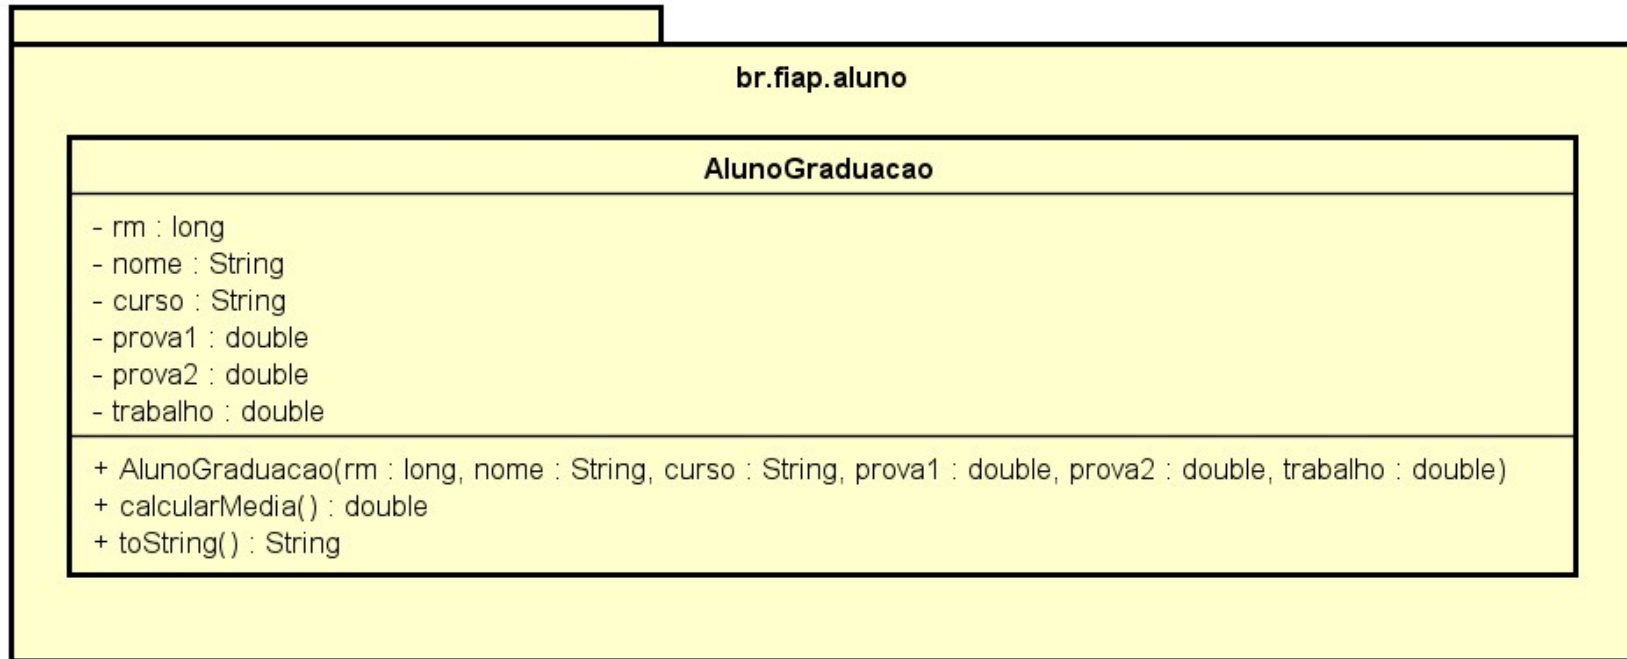 br.fiap.aluno
AlunoGraduacao
- rm : long
- nome : String
- curso : String
- prova1 : double
- prova2 : double
- trabalho : double
+ AlunoGraduacao(rm : long, nome : String, curso : String, prova1 : double, prova2 : double, trabalho : double)
+ calcularMedia() : double
+ toString() : String